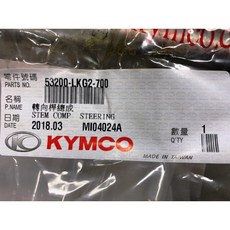 零件號碼
PARTS NO. 53200-LKG2-700
名稱 轉向桿總成
P.NAME STEM COMP STEERING
日期 2018.03 MI04024A 數量 1
DATE Q'TY
KYMCO
MADE IN TAIWAN